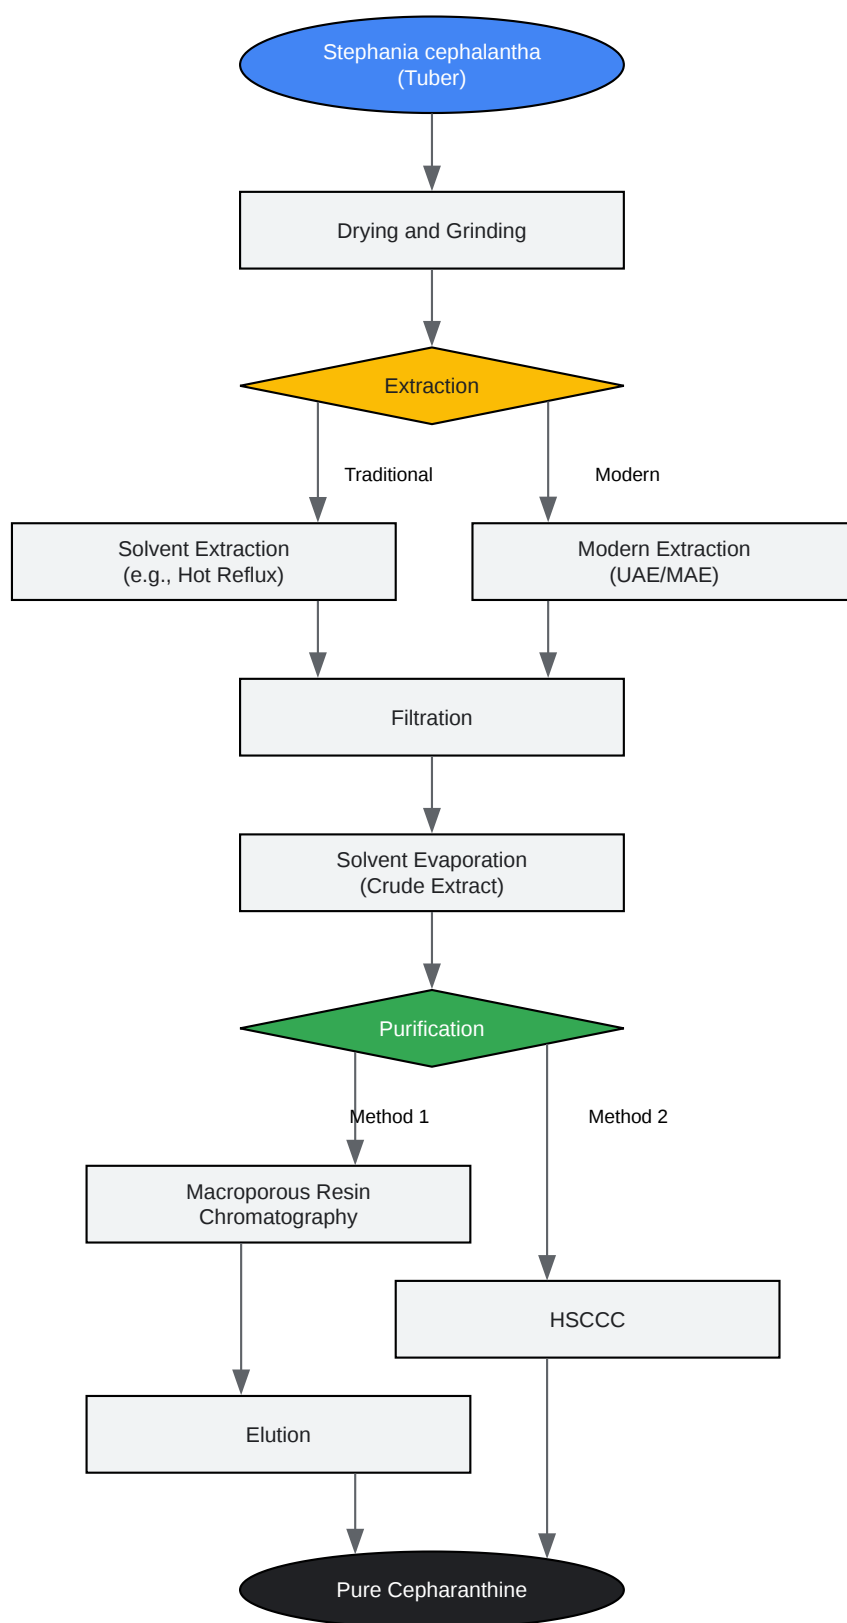 Stephania cephalantha
(Tuber)
Drying and Grinding
Extraction
Traditional
Modern
Solvent Extraction
(e.g., Hot Reflux)
Modern Extraction
(UAE/MAE)
Filtration
Solvent Evaporation
(Crude Extract)
Purification
Method 1
Method 2
Macroporous Resin
Chromatography
HSCCC
Elution
Pure Cepharanthine